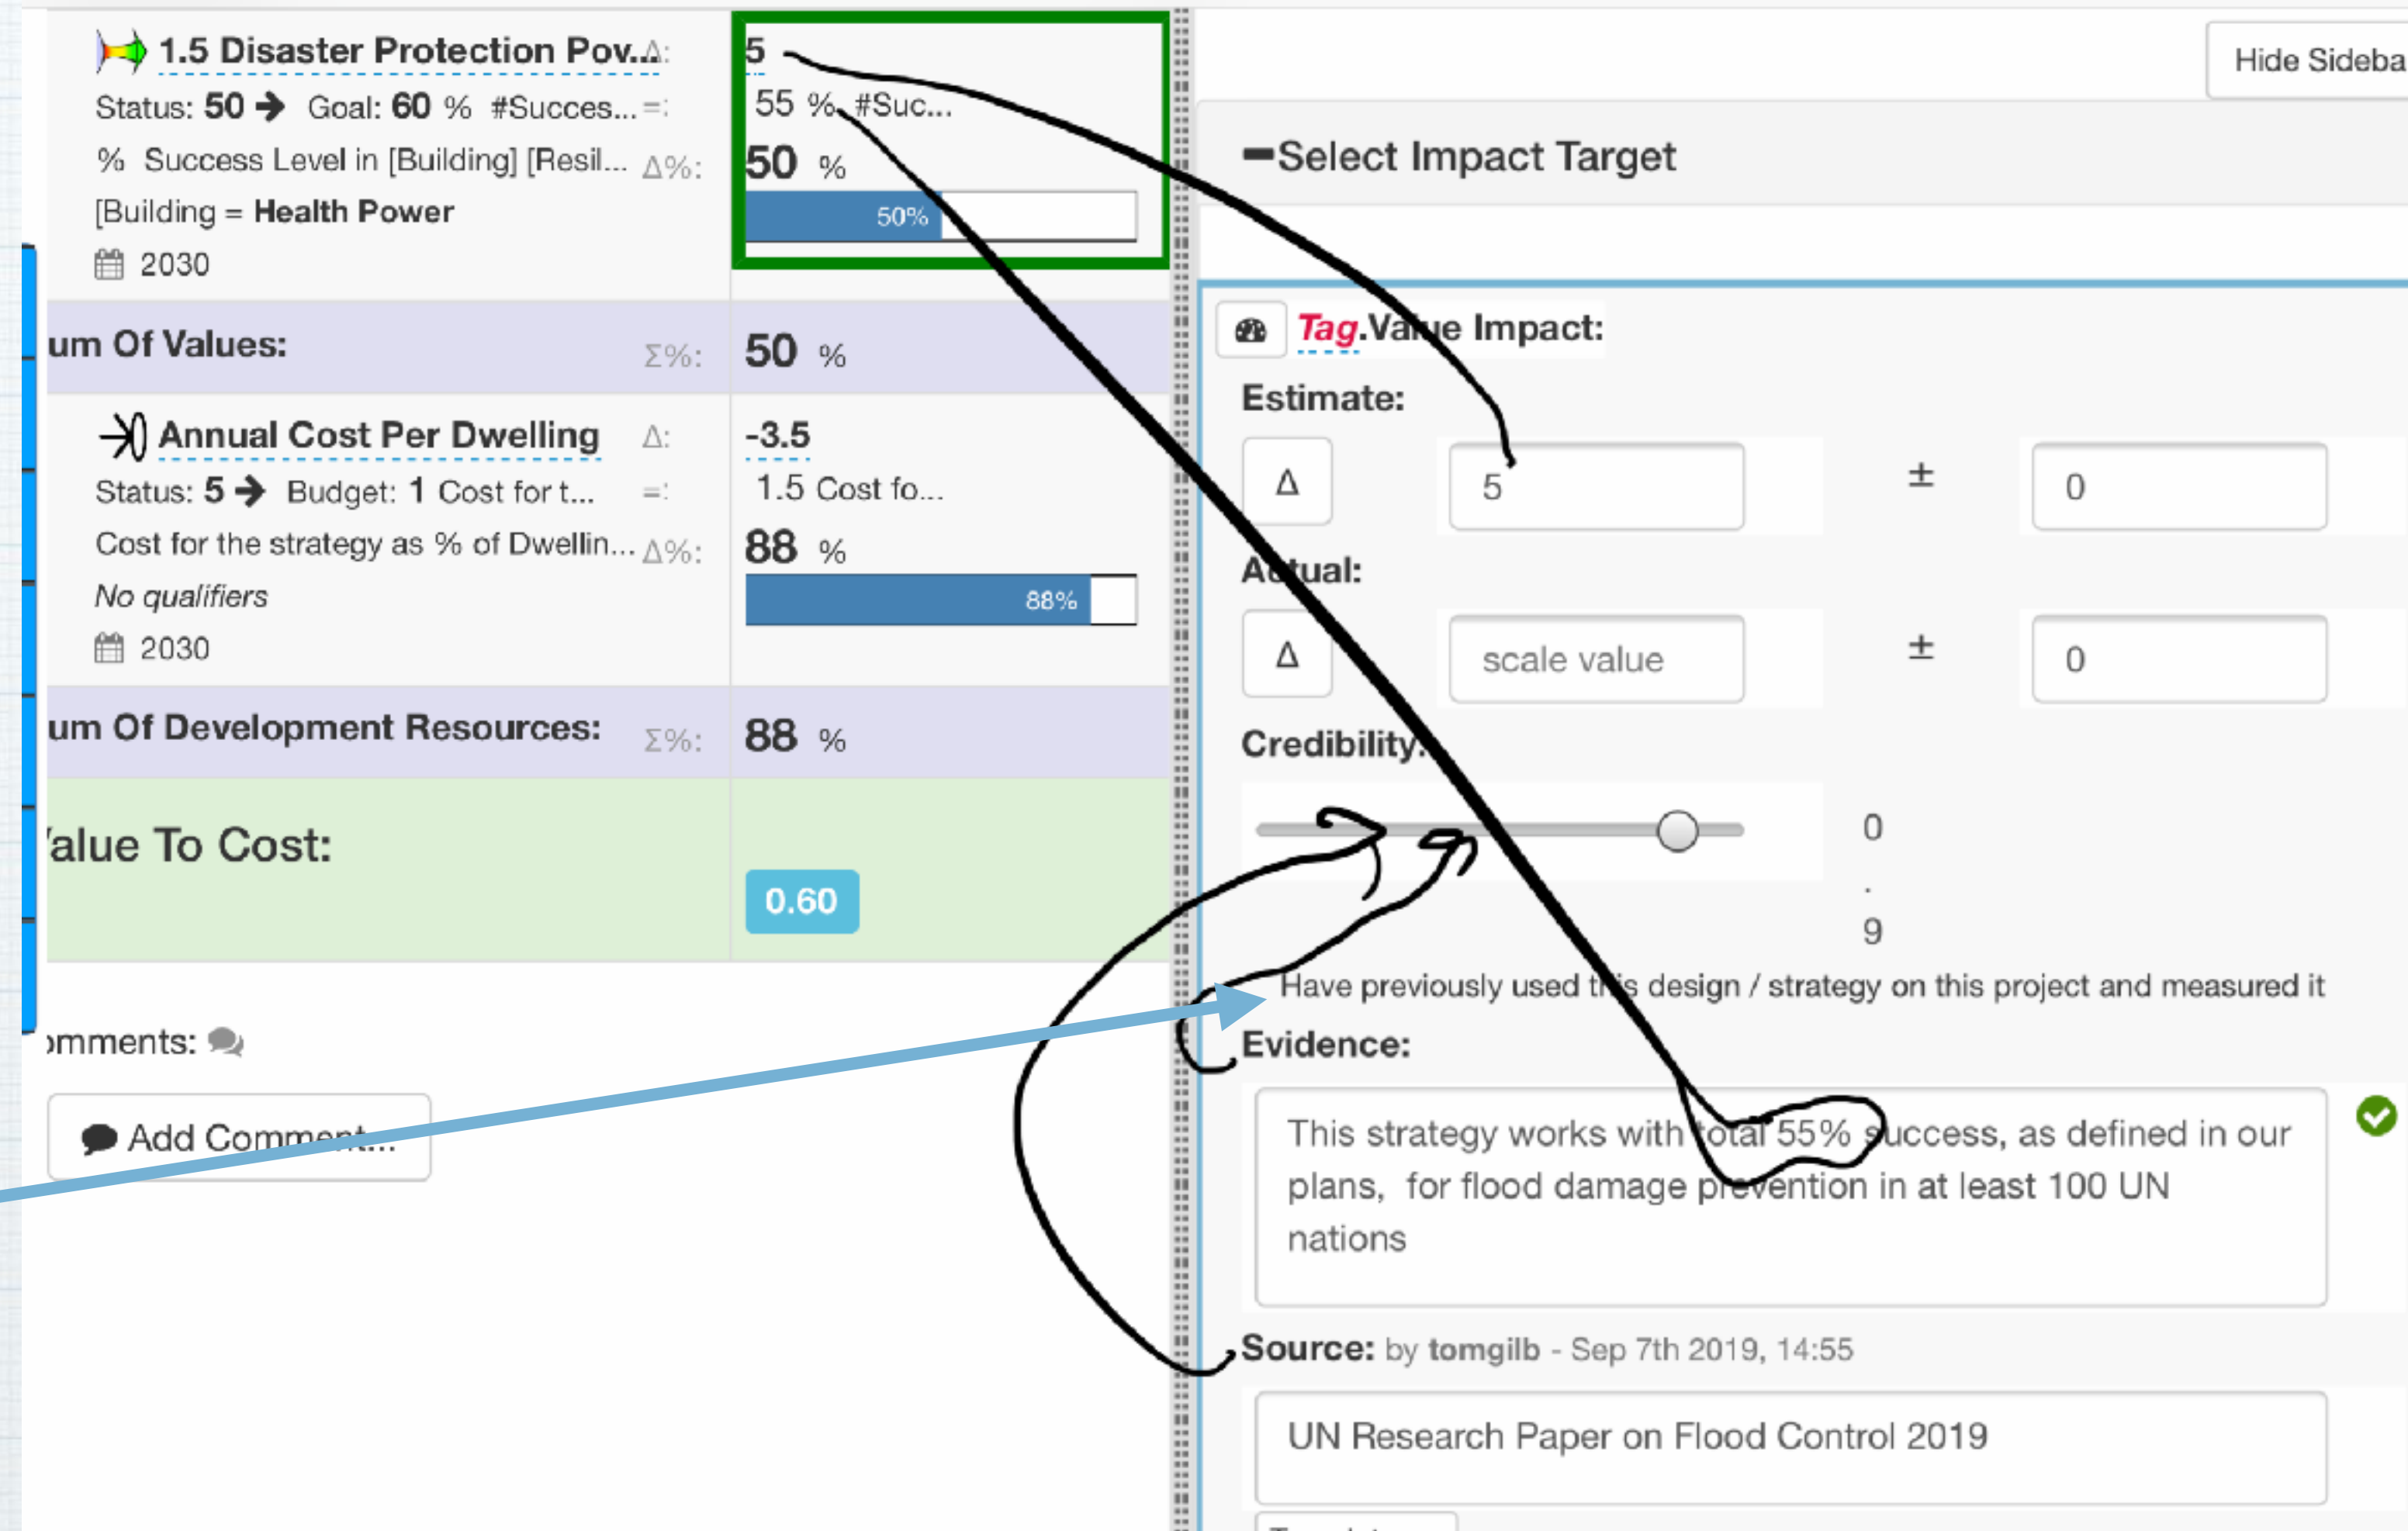 1.5 Disaster Protection Pov... Δ: 5
Status: 50 ➔ Goal: 60 % #Succes... =: 55 % #Suc...
% Success Level in [Building] [Resil... Δ%: 50 %
[Building = Health Power 50%
2030
um Of Values: Σ%: 50 %
Annual Cost Per Dwelling Δ: -3.5
Status: 5 ➔ Budget: 1 Cost for t... =: 1.5 Cost fo...
Cost for the strategy as % of Dwellin... Δ%: 88 %
No qualifiers 88%
2030
um Of Development Resources: Σ%: 88 %
alue To Cost:
0.60
omments:
Add Comment...
Hide Sideba
Select Impact Target
Tag.Value Impact:
Estimate:
Δ 5 ± 0
Actual:
Δ scale value ± 0
Credibility:
0
.
9
Have previously used this design / strategy on this project and measured it
Evidence:
This strategy works with total 55% success, as defined in our
plans, for flood damage prevention in at least 100 UN
nations
Source: by tomgilb - Sep 7th 2019, 14:55
UN Research Paper on Flood Control 2019